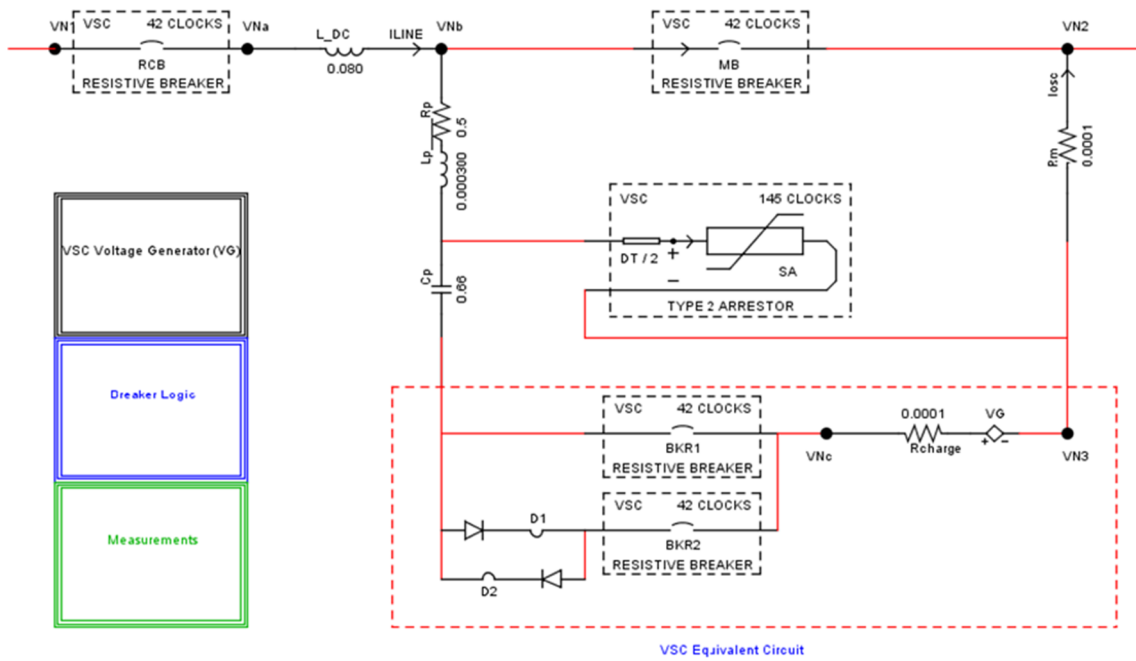 VN1
VSC 42 CLOCKS
RCB
RESISTIVE BREAKER
VNa
L_DC
0.080
ILINE
VNb
VSC 42 CLOCKS
MB
RESISTIVE BREAKER
VN2
Iosc
Rm
0.0001
Rp
0.5
Lp
0.000300
Cp
0.66
VSC 145 CLOCKS
DT / 2
+
−
SA
TYPE 2 ARRESTOR
VSC Voltage Generator (VG)
Dreaker Logic
Measurements
VSC 42 CLOCKS
BKR1
RESISTIVE BREAKER
VNc
0.0001
Rcharge
VG
+ -
VN3
D1
VSC 42 CLOCKS
BKR2
RESISTIVE BREAKER
D2
VSC Equivalent Circuit